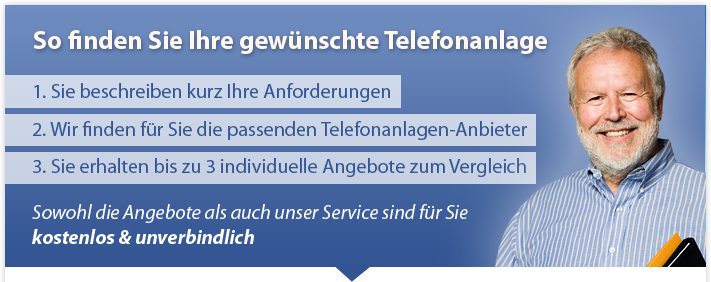 So finden Sie Ihre gewünschte Telefonanlage
1. Sie beschreiben kurz Ihre Anforderungen
2. Wir finden für Sie die passenden Telefonanlagen-Anbieter
3. Sie erhalten bis zu 3 individuelle Angebote zum Vergleich
Sowohl die Angebote als auch unser Service sind für Sie
kostenlos & unverbindlich